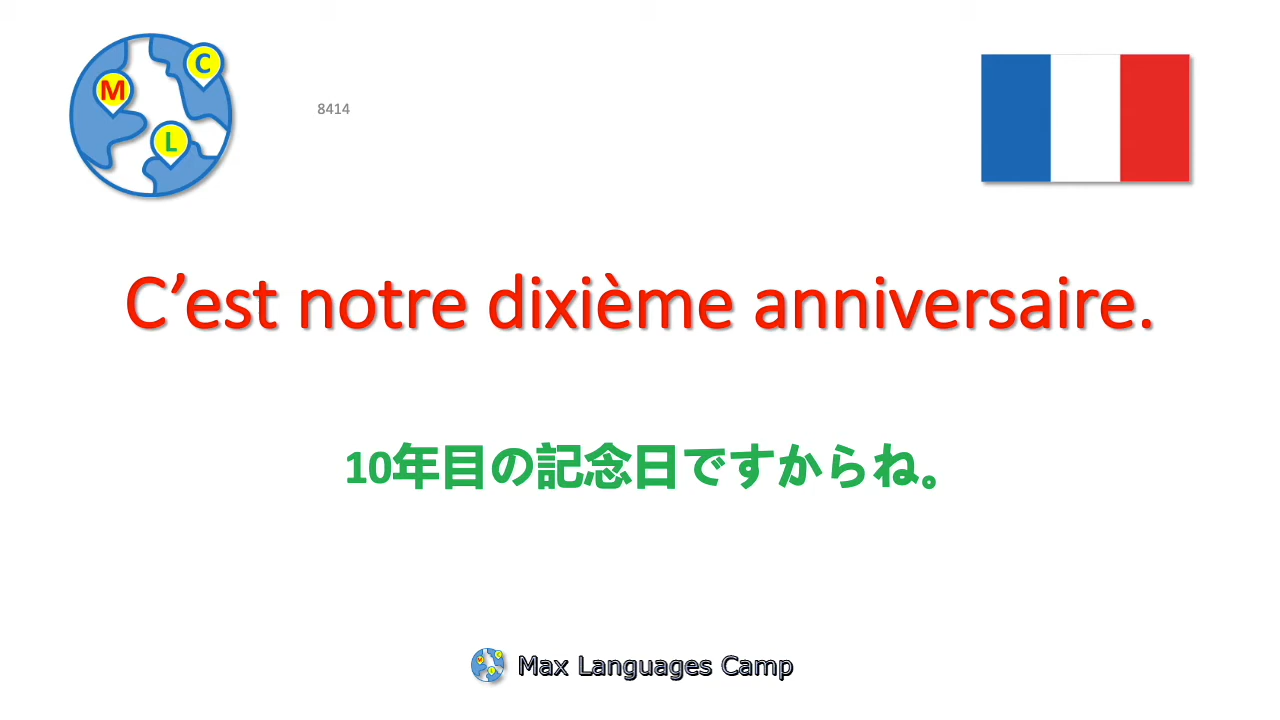 M
C
L
8414
C’est notre dixième anniversaire.
10年目の記念日ですからね。
Max Languages Camp